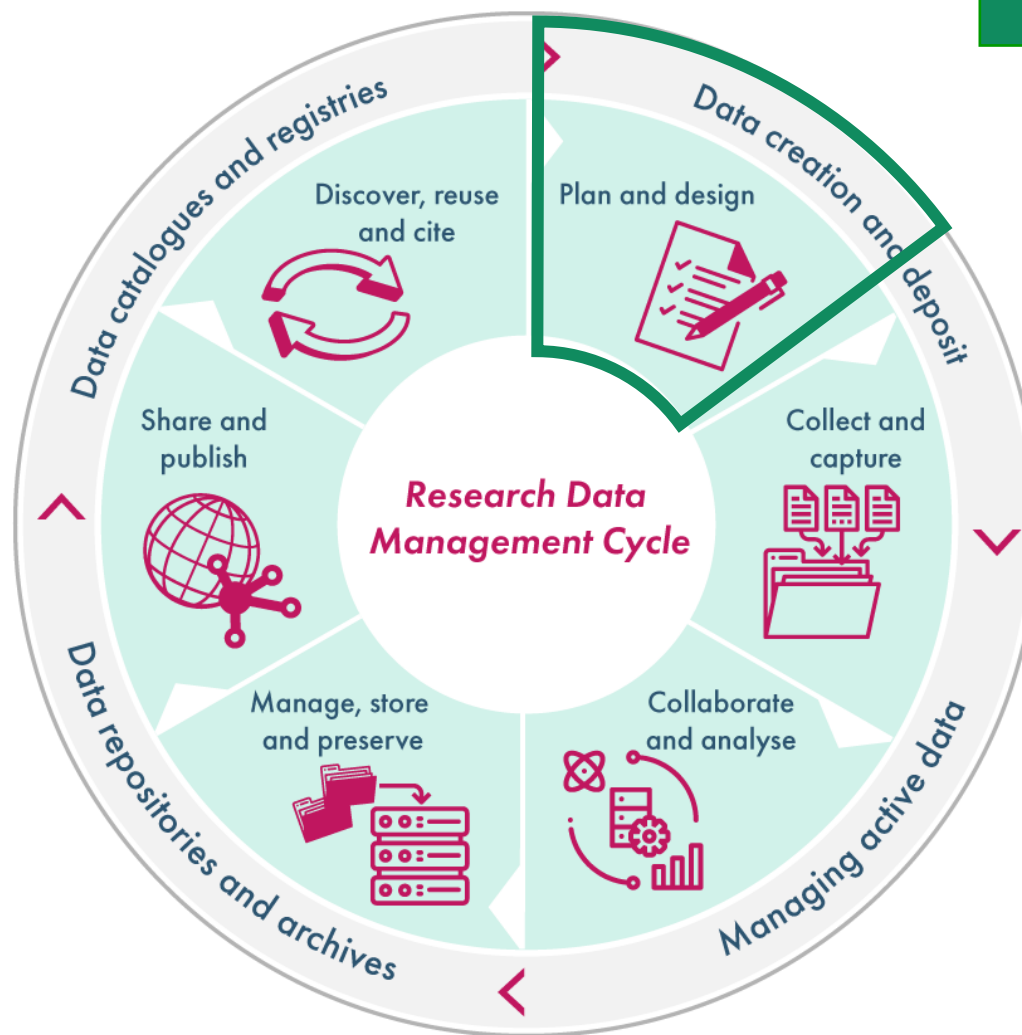 Research Data
Management Cycle
Plan and design
Collect and
capture
Collaborate
and analyse
Manage, store
and preserve
Share and
publish
Discover, reuse
and cite
Data creation and deposit
Managing active data
Data repositories and archives
Data catalogues and registries